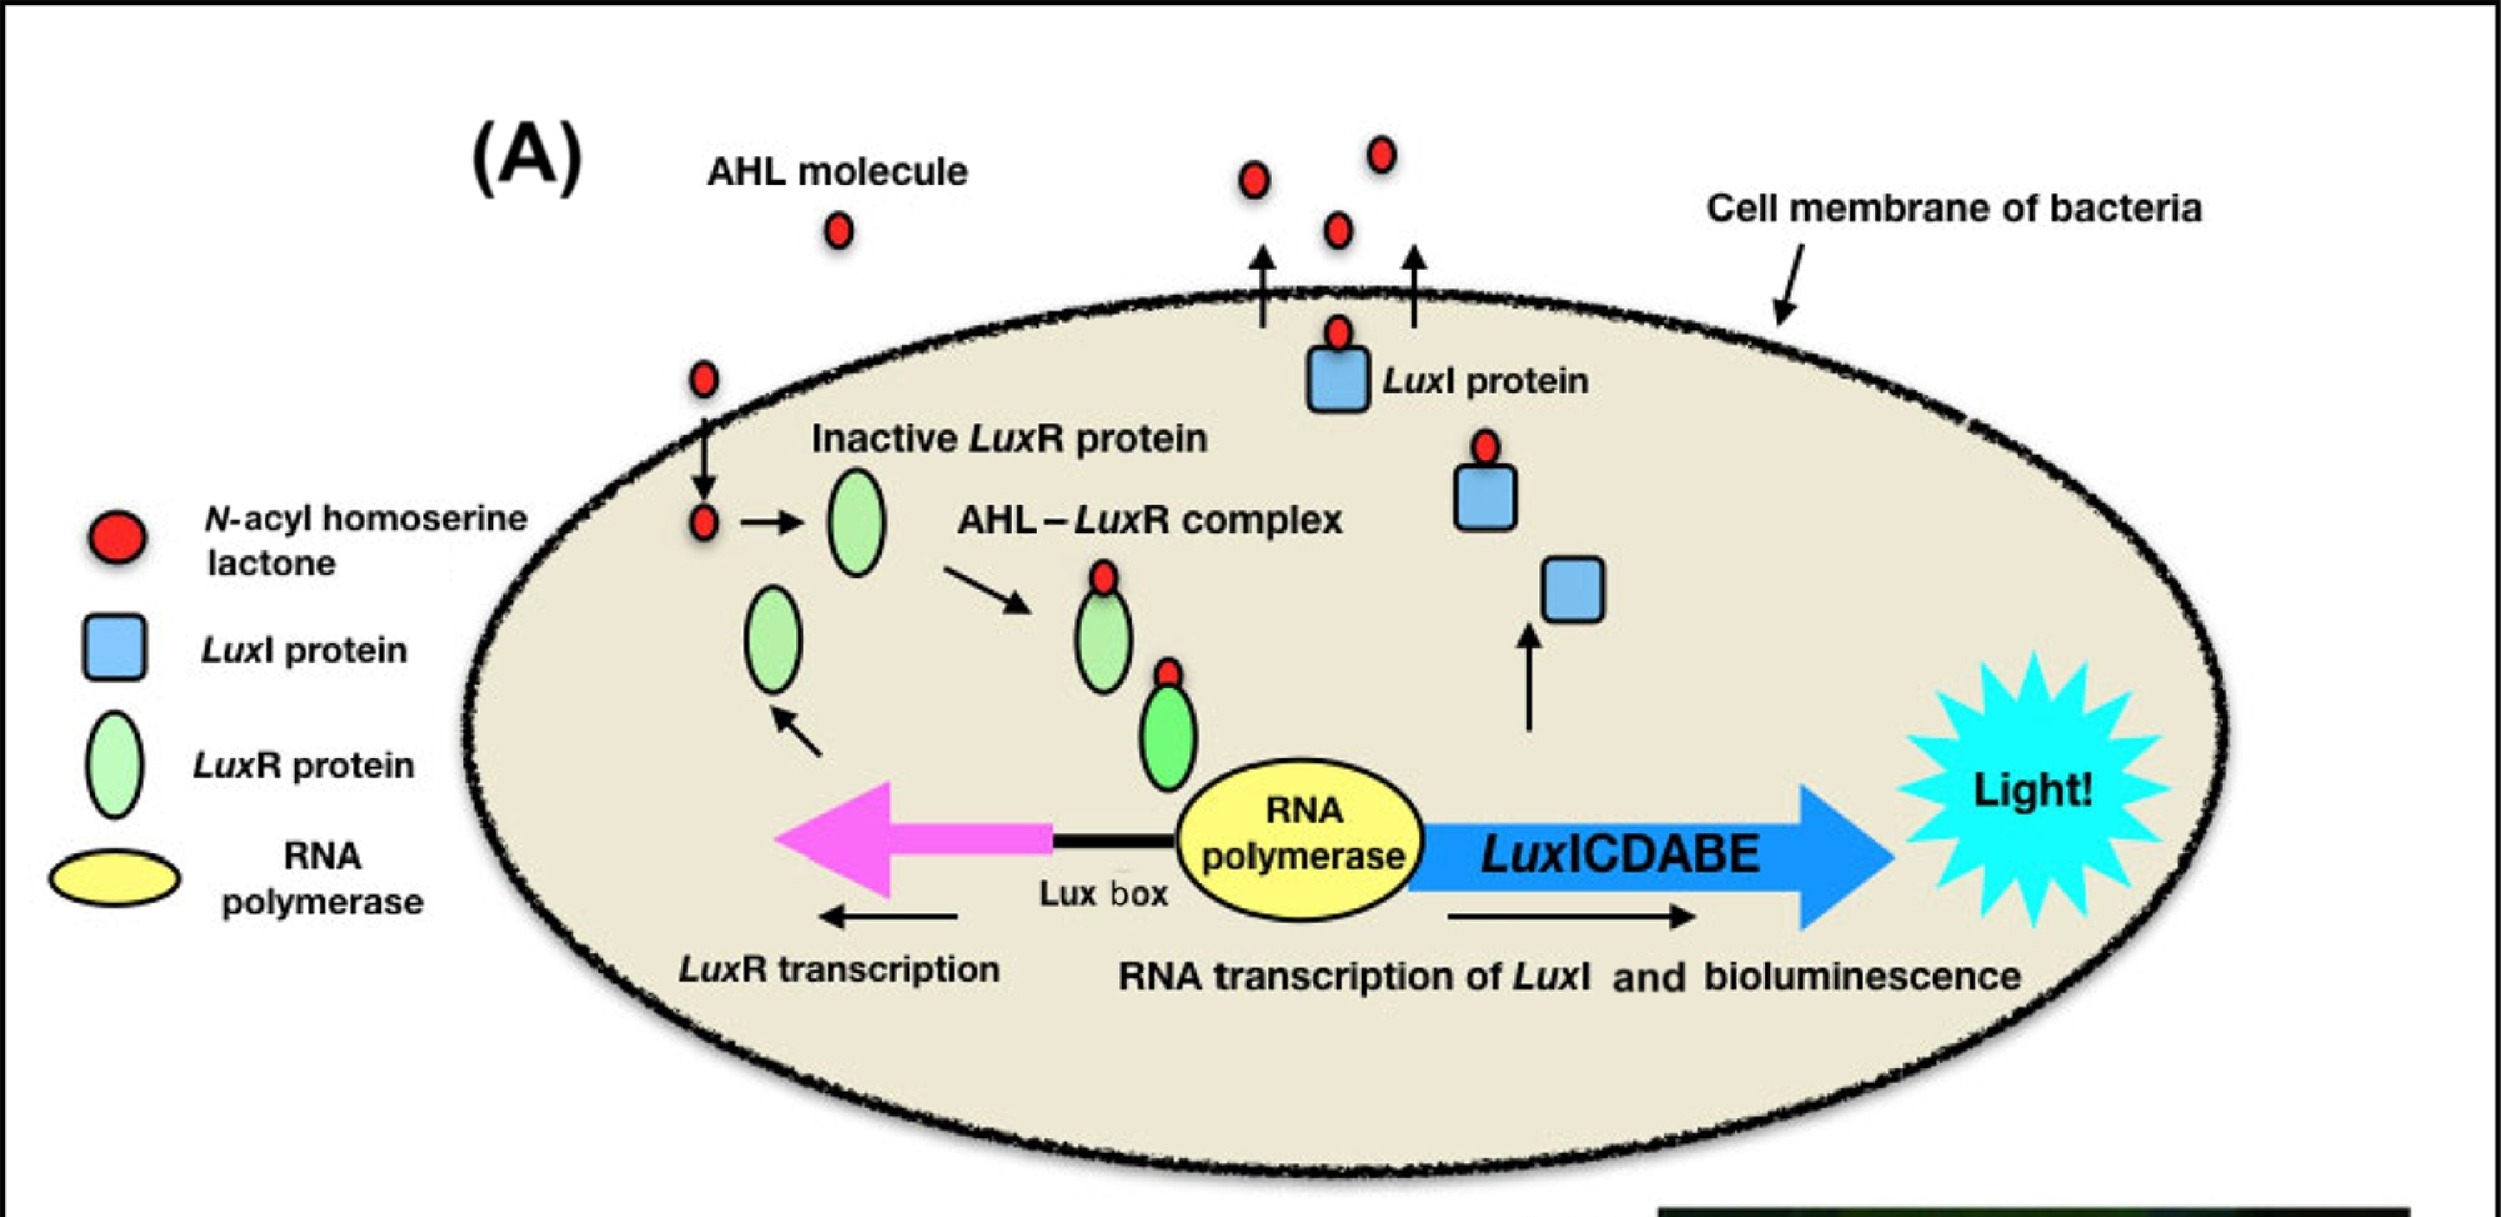 (A)
AHL molecule
Cell membrane of bacteria
LuxI protein
Inactive LuxR protein
AHL–LuxR complex
N-acyl homoserine
lactone
LuxI protein
LuxR protein
RNA
polymerase
RNA
polymerase
LuxICDABE
Light!
Lux box
LuxR transcription
RNA transcription of LuxI and bioluminescence